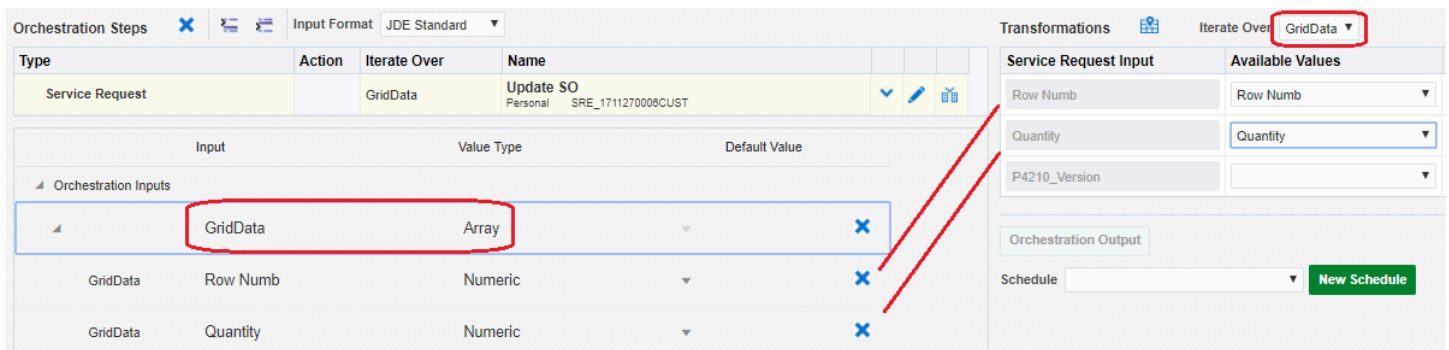 Orchestration Steps Input Format JDE Standard
Type Action Iterate Over Name
Service Request GridData Update SO
Personal SRE_1711270006CUST
Input Value Type Default Value
Orchestration Inputs
GridData Array
GridData Row Numb Numeric
GridData Quantity Numeric
Transformations Iterate Over GridData
Service Request Input Available Values
Row Numb Row Numb
Quantity Quantity
P4210_Version
Orchestration Output
Schedule New Schedule